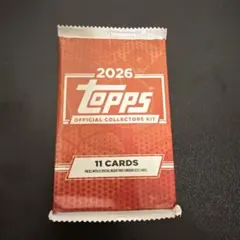 2026
Topps
OFFICIAL COLLECTORS KIT
11 CARDS